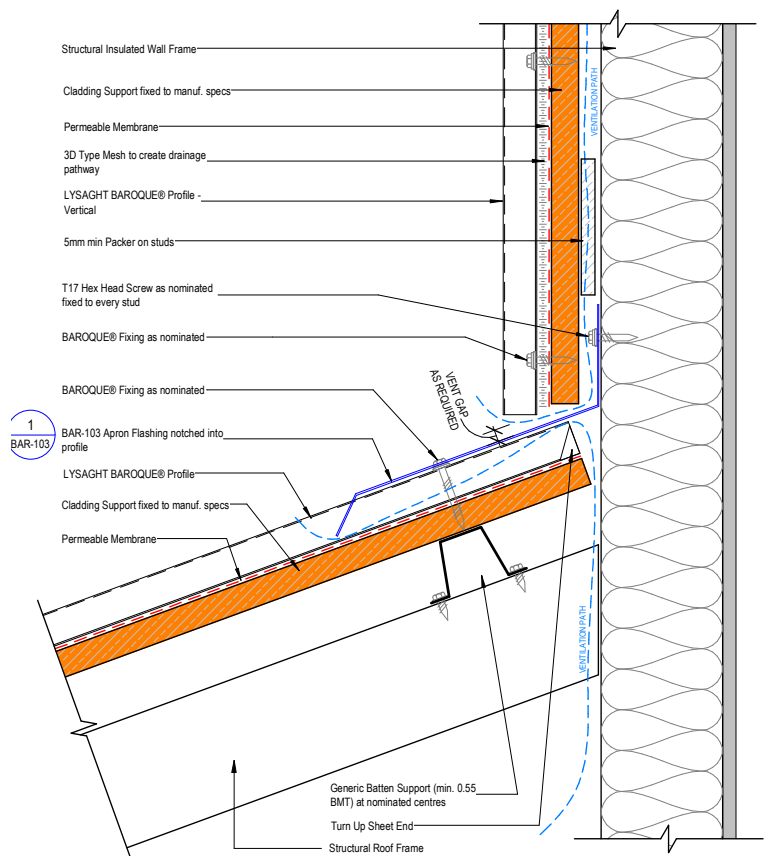 Structural Insulated Wall Frame
Cladding Support fixed to manuf. specs
Permeable Membrane
3D Type Mesh to create drainage
pathway
LYSAGHT BAROQUE® Profile -
Vertical
5mm min Packer on studs
T17 Hex Head Screw as nominated
fixed to every stud
BAROQUE® Fixing as nominated
BAROQUE® Fixing as nominated
1
BAR-103
BAR-103 Apron Flashing notched into
profile
LYSAGHT BAROQUE® Profile
Cladding Support fixed to manuf. specs
Permeable Membrane
VENTILATION PATH
VENT GAP
AS REQUIRED
VENTILATION PATH
Generic Batten Support (min. 0.55
BMT) at nominated centres
Turn Up Sheet End
Structural Roof Frame